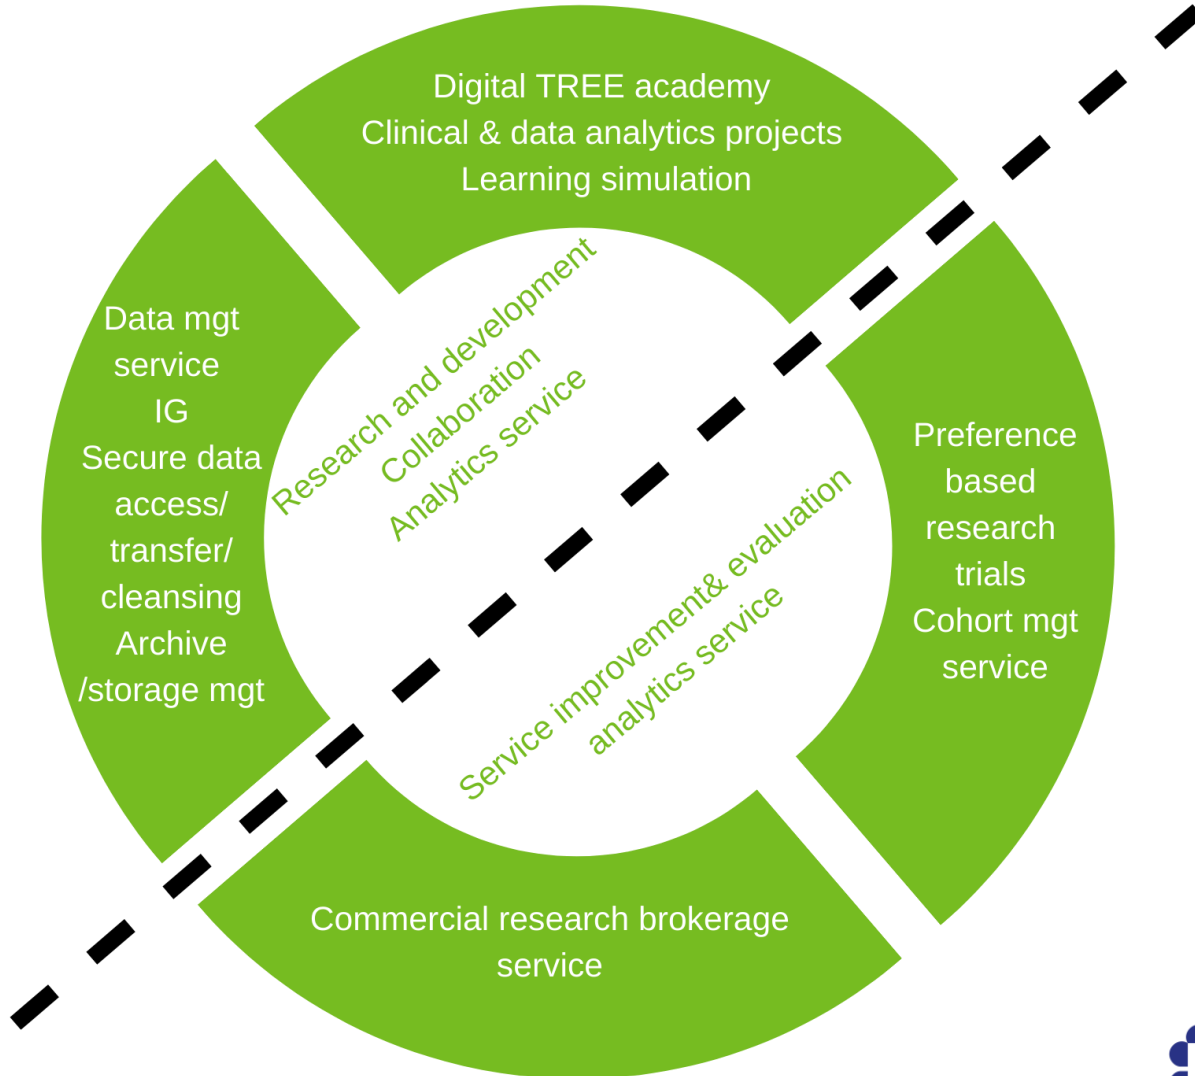 Digital TREE academy
Clinical & data analytics projects
Learning simulation
Research and development
Collaboration
Analytics service
Data mgt
service
IG
Secure data
access/
transfer/
cleansing
Archive
/storage mgt
Preference
based
research
trials
Cohort mgt
service
Service improvement& evaluation
analytics service
Commercial research brokerage
service